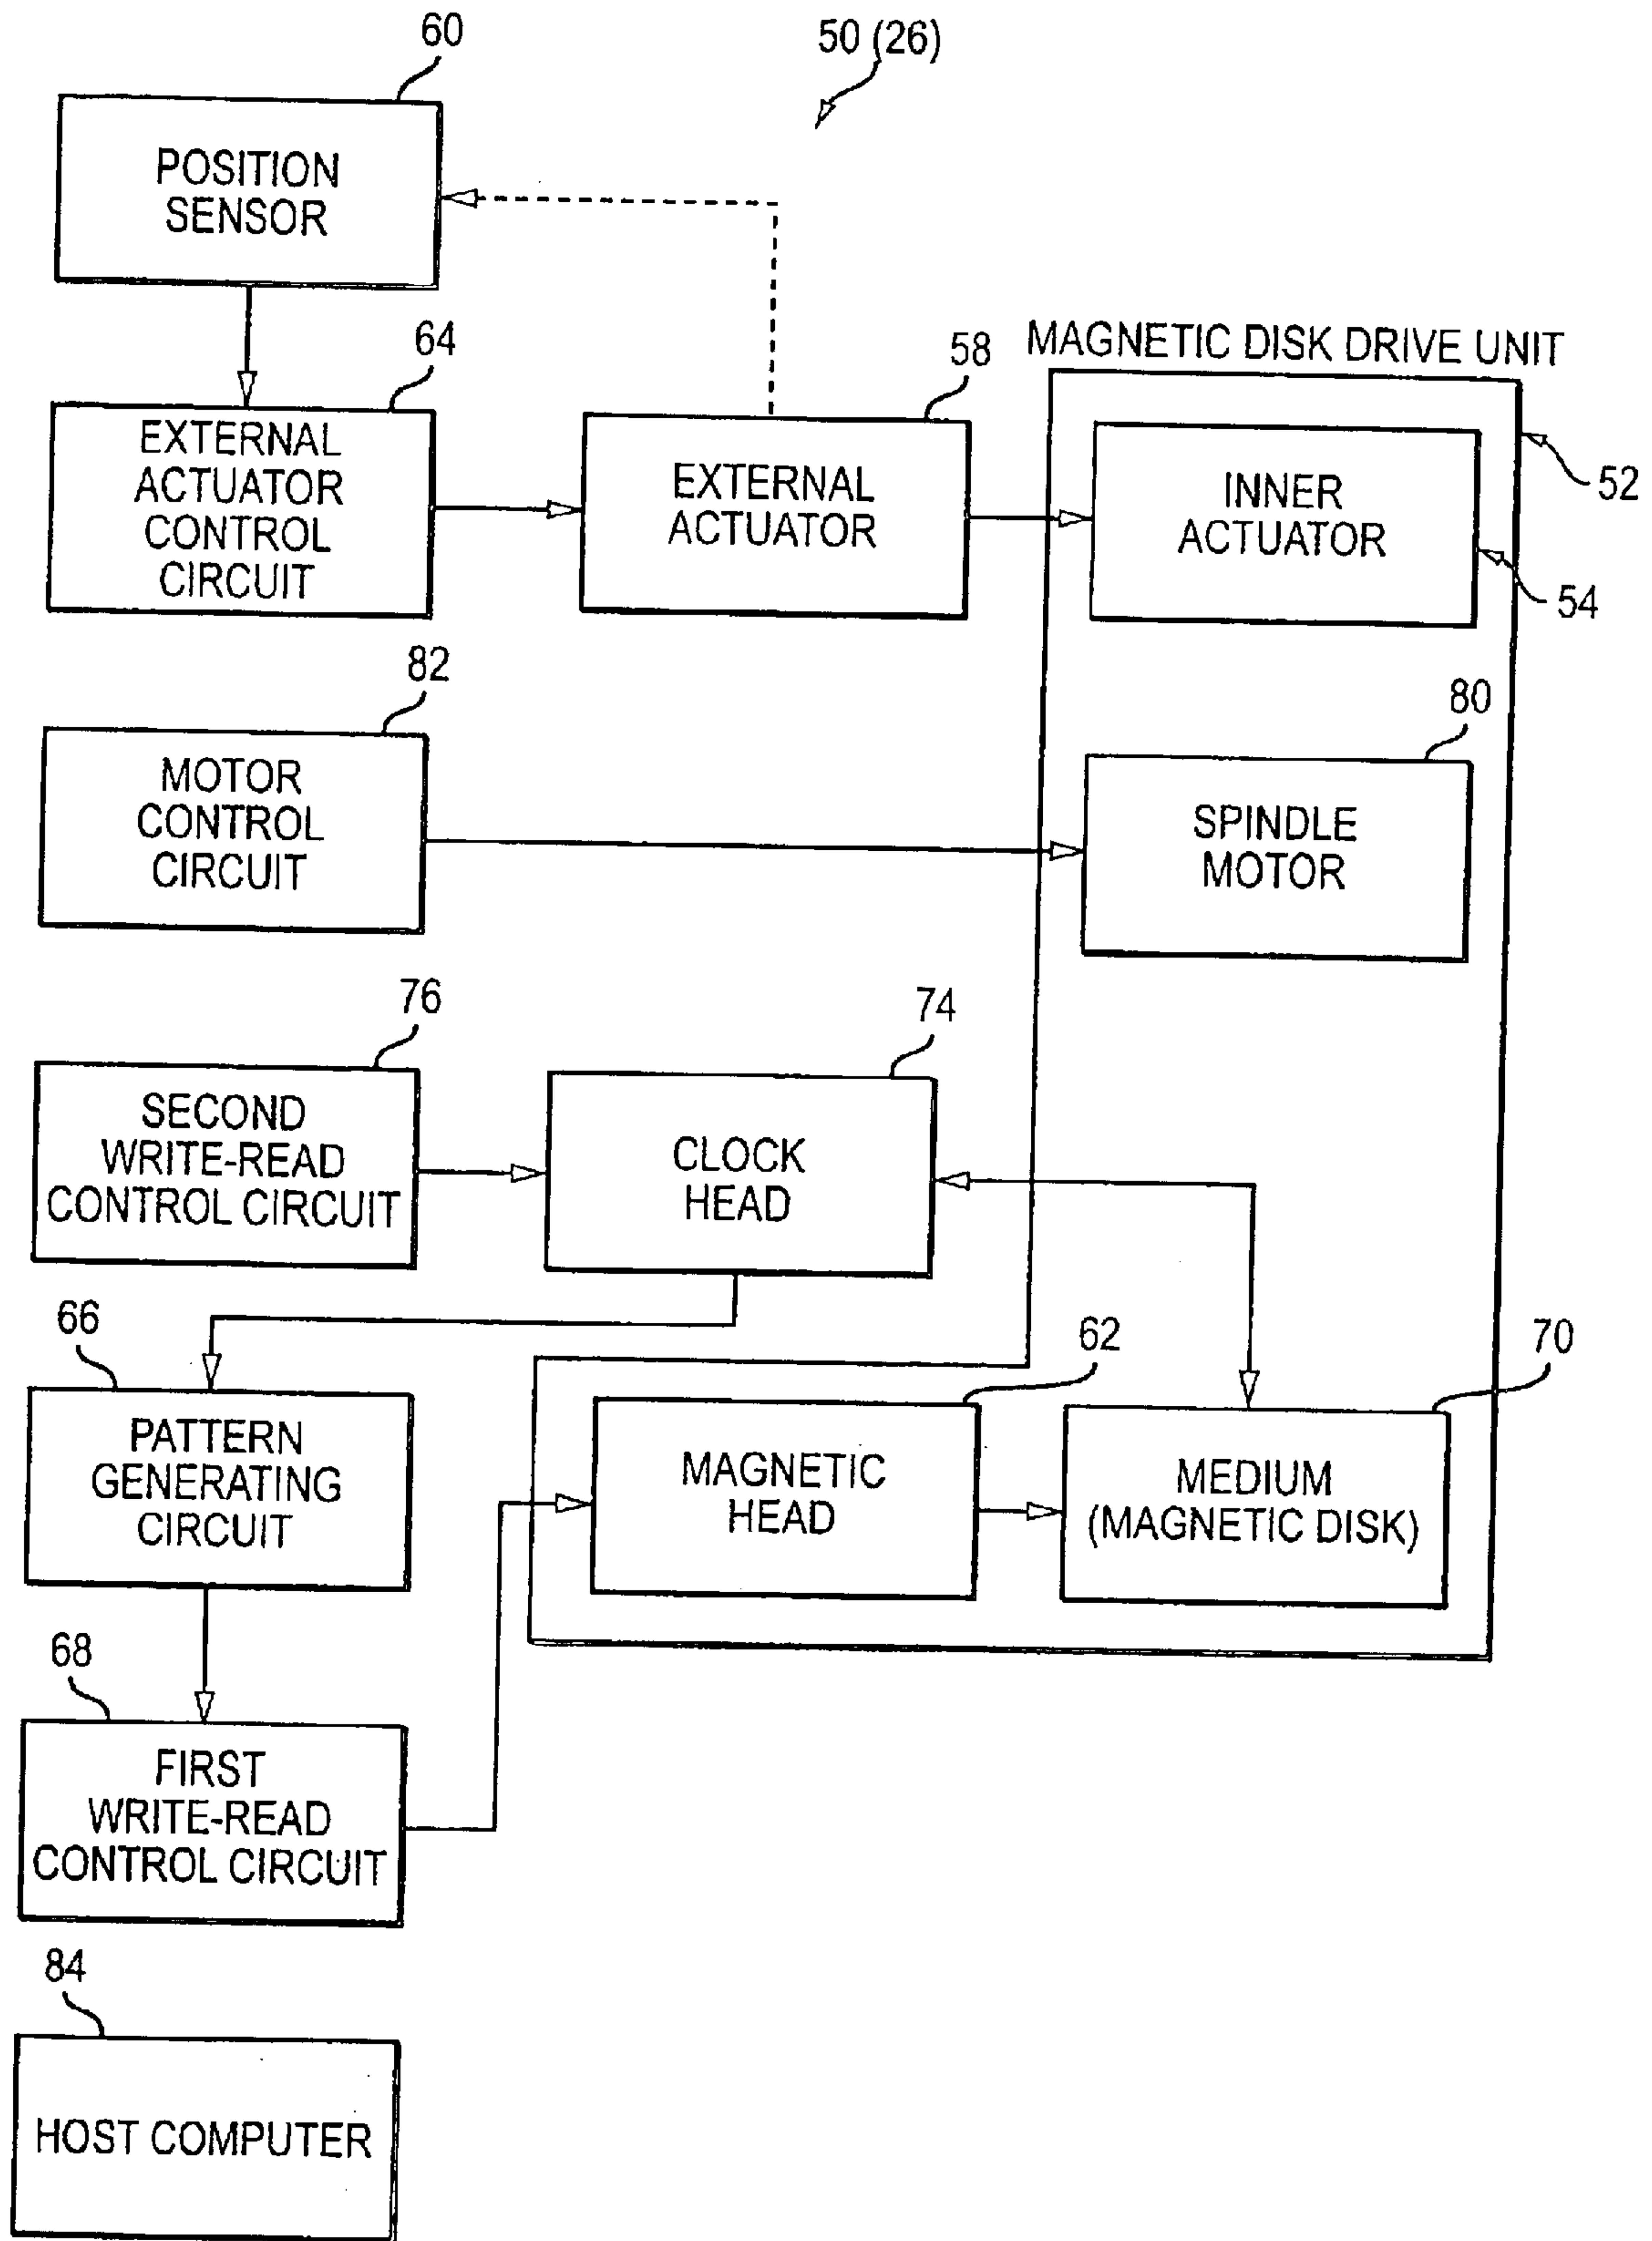 60
50 (26)
POSITION
SENSOR
64
58
MAGNETIC DISK DRIVE UNIT
EXTERNAL
ACTUATOR
CONTROL
CIRCUIT
EXTERNAL
ACTUATOR
INNER
ACTUATOR
52
54
82
80
MOTOR
CONTROL
CIRCUIT
SPINDLE
MOTOR
76
74
SECOND
WRITE-READ
CONTROL CIRCUIT
CLOCK
HEAD
66
62
70
PATTERN
GENERATING
CIRCUIT
MAGNETIC
HEAD
MEDIUM
(MAGNETIC DISK)
68
FIRST
WRITE-READ
CONTROL CIRCUIT
84
HOST COMPUTER